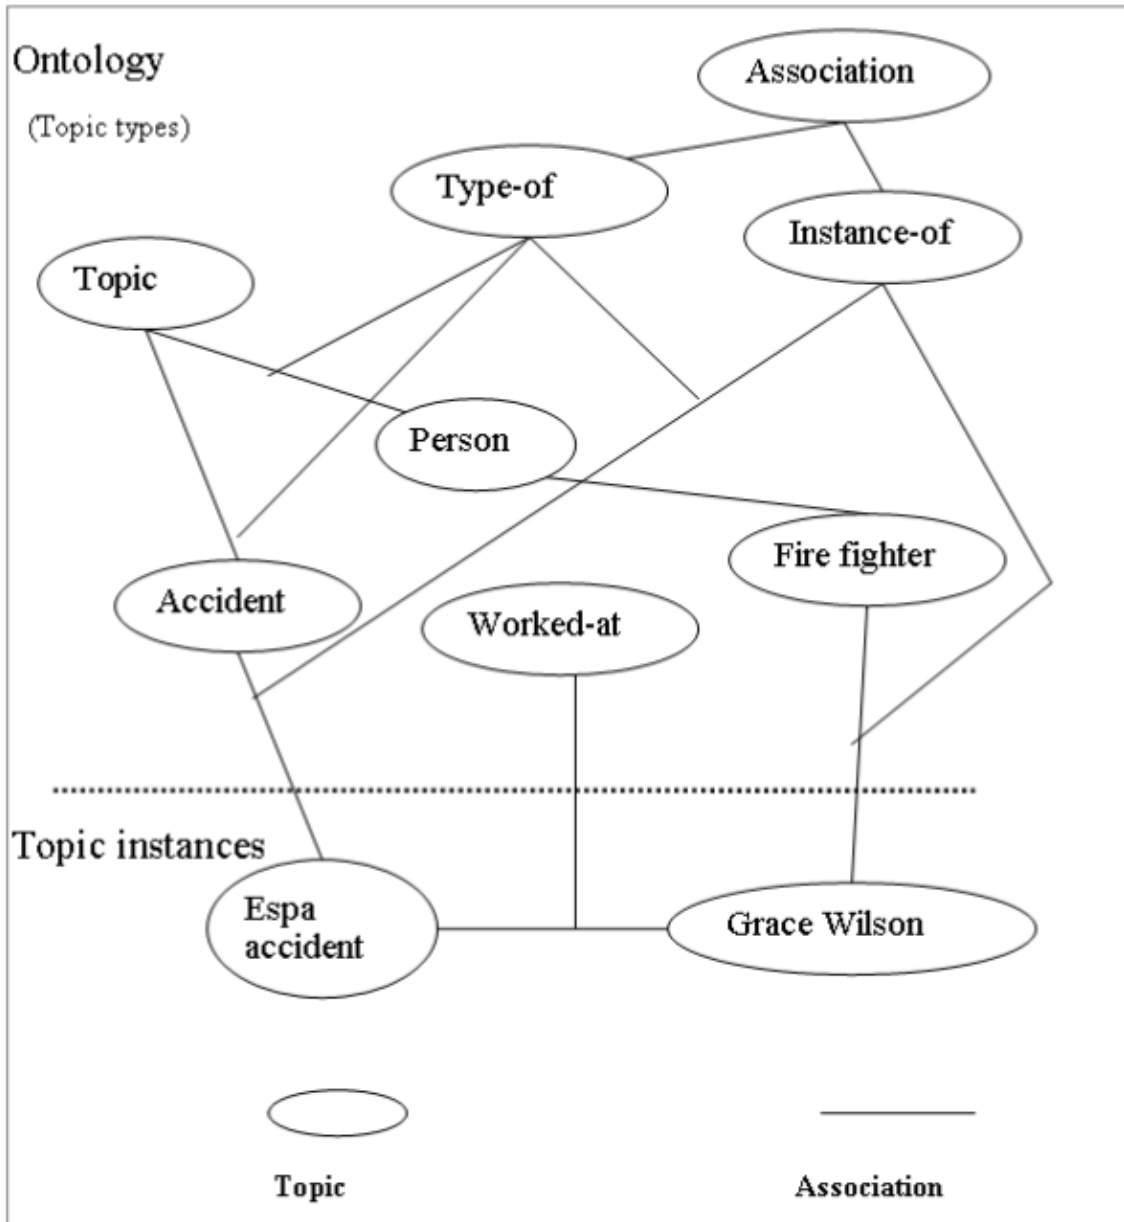 Ontology
(Topic types)
Association
Type-of
Instance-of
Topic
Person
Fire fighter
Accident
Worked-at
Topic instances
Espa
accident
Grace Wilson
Topic
Association